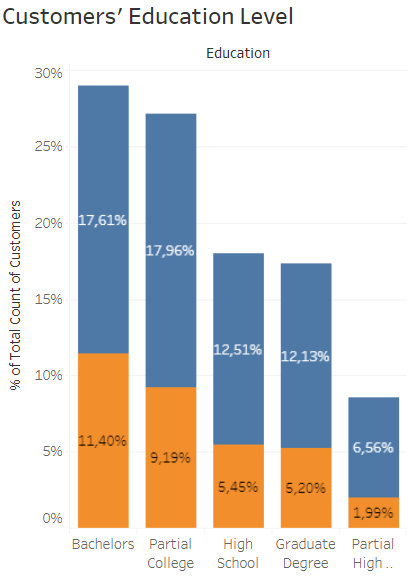 Customers’ Education Level
Education
% of Total Count of Customers
30%
25%
20%
15%
10%
5%
0%
17,61%
11,40%
17,96%
9,19%
12,51%
5,45%
12,13%
5,20%
6,56%
1,99%
Bachelors
Partial
College
High
School
Graduate
Degree
Partial
High ..